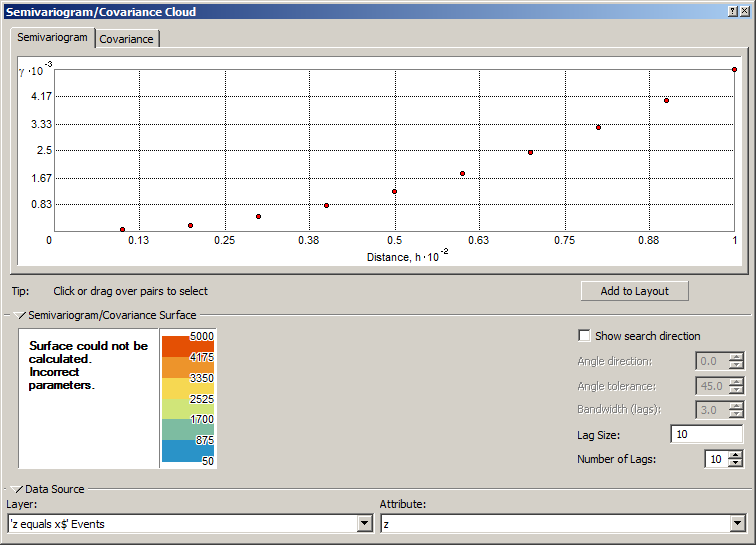 Semivariogram/Covariance Cloud
Semivariogram Covariance
γ · 10 -3
4.17
3.33
2.5
1.67
0.83
0 0.13 0.25 0.38 0.5 0.63 0.75 0.88 1
Distance, h · 10 -2
Tip: Click or drag over pairs to select Add to Layout
Semivariogram/Covariance Surface
Surface could not be
calculated.
Incorrect
parameters.
5000
4175
3350
2525
1700
875
50
Show search direction
Angle direction: 0.0
Angle tolerance: 45.0
Bandwidth (lags): 3.0
Lag Size: 10
Number of Lags: 10
Data Source
Layer: Attribute:
'z equals x$' Events z